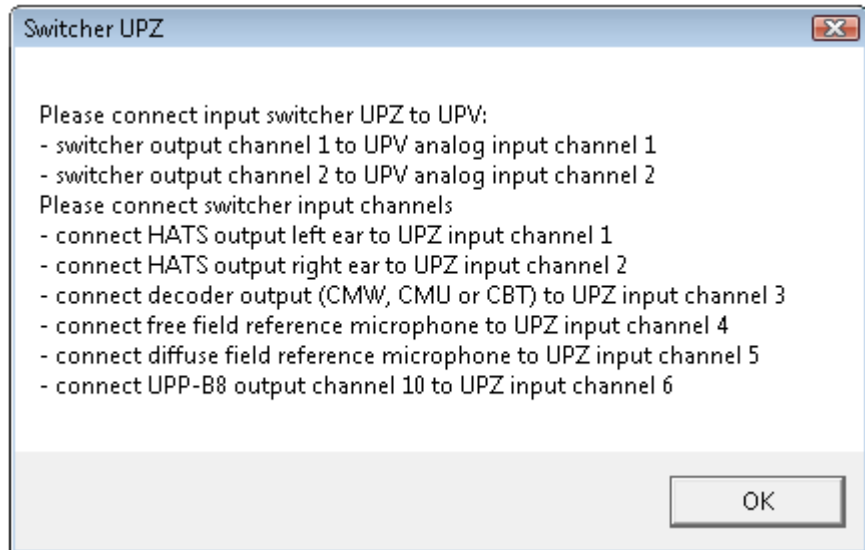 Switcher UPZ
Please connect input switcher UPZ to UPV:
- switcher output channel 1 to UPV analog input channel 1
- switcher output channel 2 to UPV analog input channel 2
Please connect switcher input channels
- connect HATS output left ear to UPZ input channel 1
- connect HATS output right ear to UPZ input channel 2
- connect decoder output (CMW, CMU or CBT) to UPZ input channel 3
- connect free field reference microphone to UPZ input channel 4
- connect diffuse field reference microphone to UPZ input channel 5
- connect UPP-B8 output channel 10 to UPZ input channel 6
OK